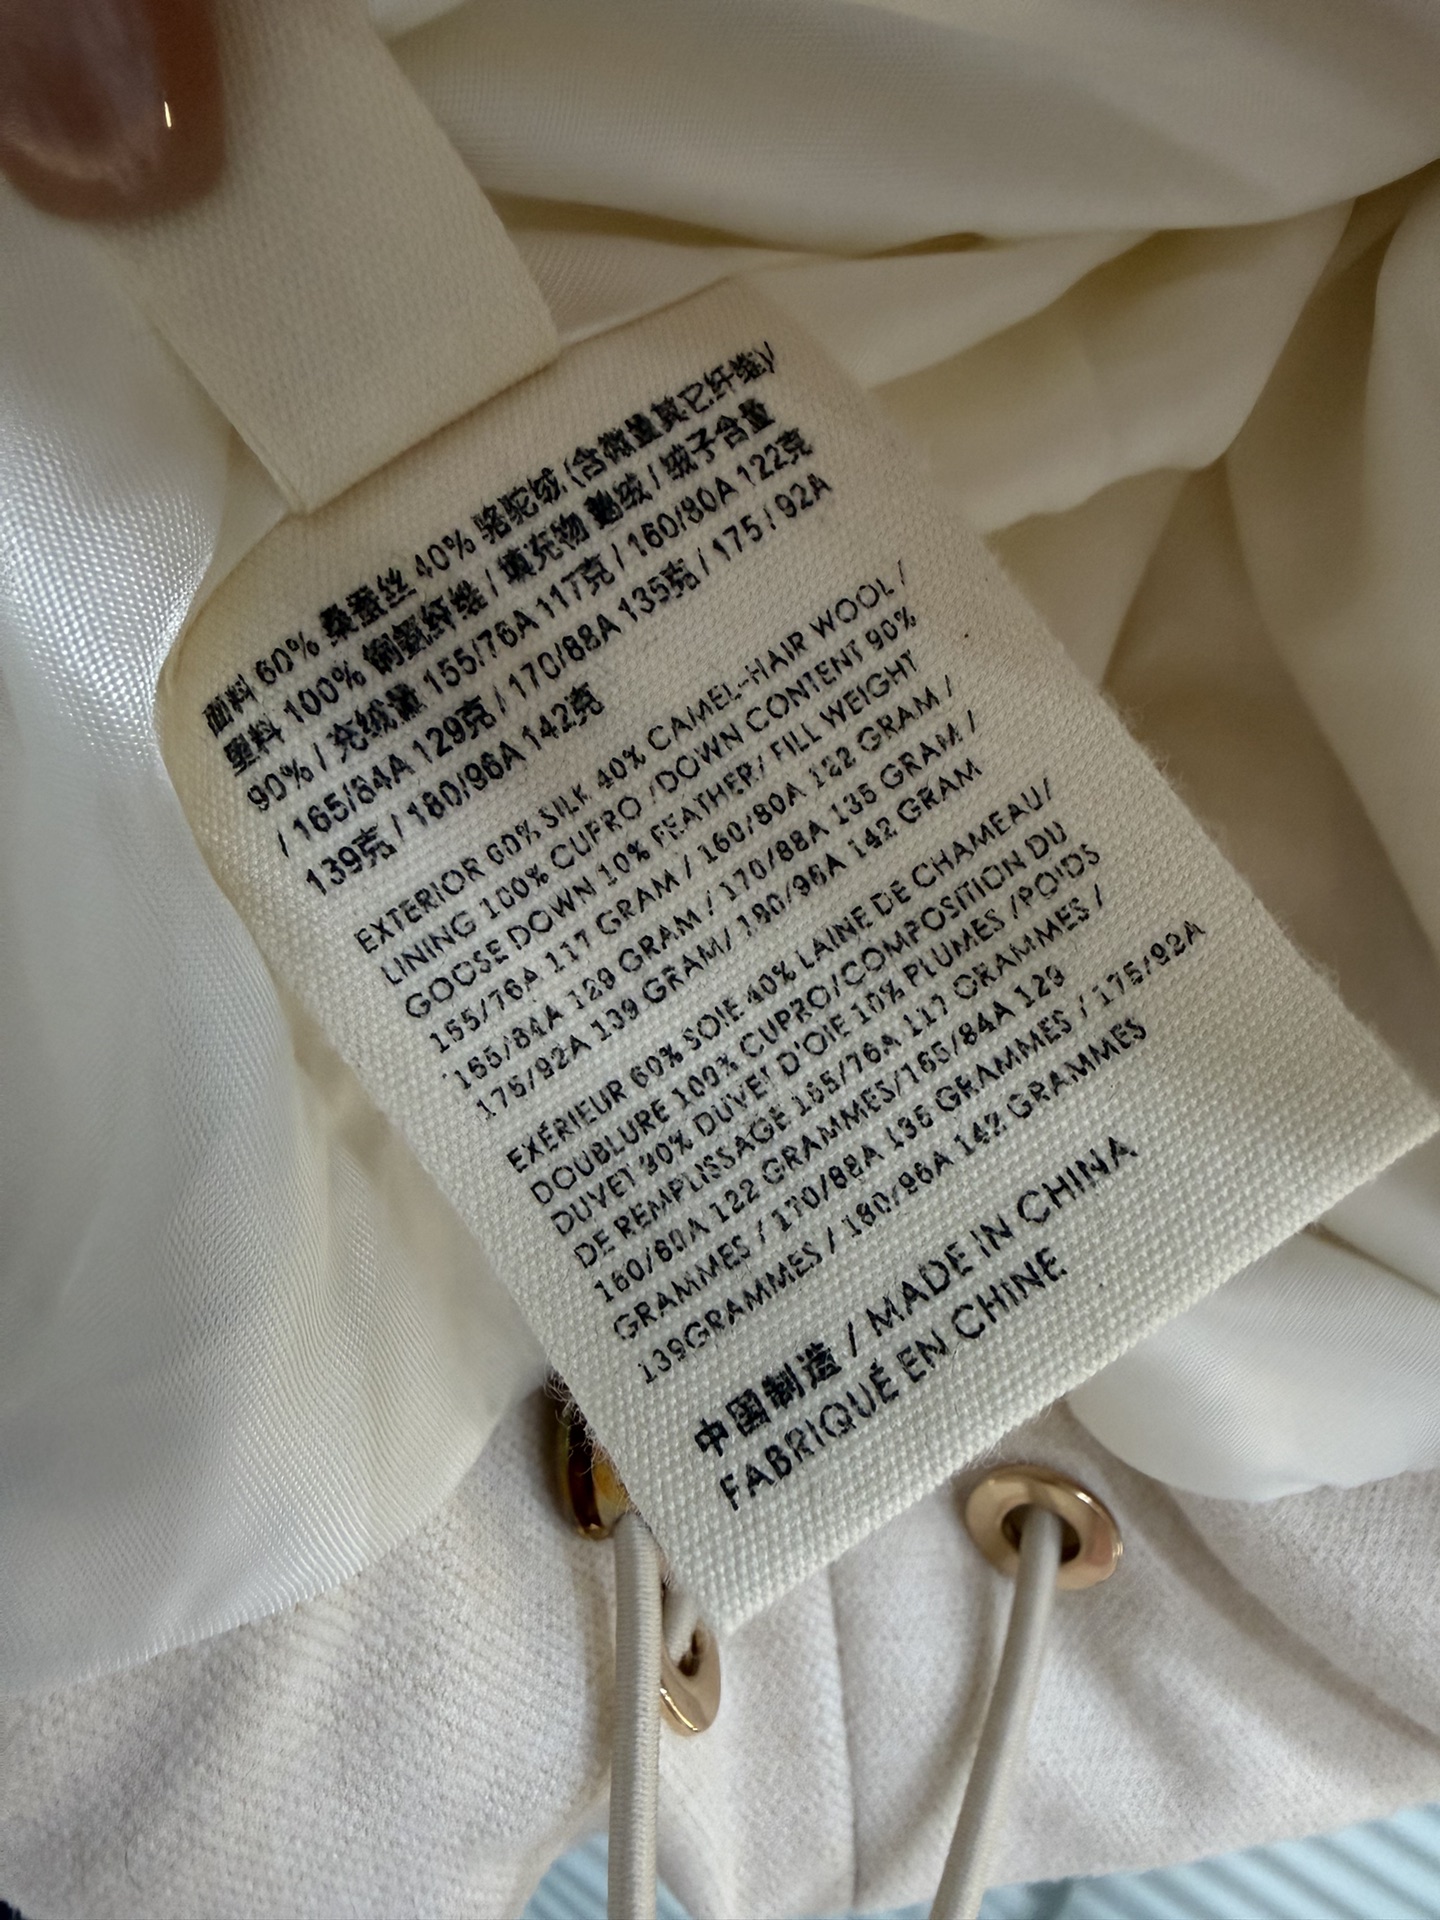 面料 60% 桑蚕丝 40% 骆驼绒 (含微量其它纤维)/
里料 100% 铜氨纤维 / 填充物 鹅绒 / 绒子含量
90% / 充绒量 155/76A 117克 / 160/80A 122克
/ 165/84A 129克 / 170/88A 135克 / 175 / 92A
139克 / 180/96A 142克
EXTERIOR 60% SILK 40% CAMEL-HAIR WOOL /
LINING 100% CUPRO /DOWN CONTENT 90%
GOOSE DOWN 10% FEATHER/ FILL WEIGHT
155/76A 117 GRAM / 160/80A 122 GRAM /
165/84A 129 GRAM / 170/88A 135 GRAM /
175/92A 139 GRAM/ 180/96A 142 GRAM
EXÉRIEUR 60% SOIE 40% LAINE DE CHAMEAU/
DOUBLURE 100% CUPRO/COMPOSITION DU
DUVET 90% DUVET D'OIE 10% PLUMES /POIDS
DE REMPLISSAGE 155/76A 117 GRAMMES /
160/80A 122 GRAMMES/165/84A 129
GRAMMES / 170/88A 135 GRAMMES / 175/92A
139GRAMMES / 180/96A 142 GRAMMES
中国制造 / MADE IN CHINA
FABRIQUÉ EN CHINE